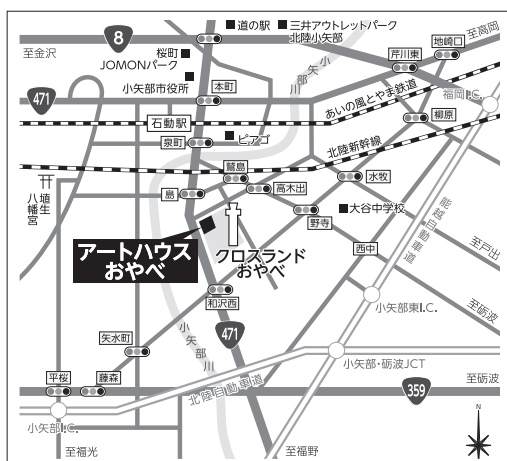 8
至金沢
道の駅
三井アウトレットパーク
北陸小矢部
至高岡
地崎口
芹川東
桜町
JOMONパーク
小矢部市役所
小矢部川
本町
471
あいの風とやま鉄道
福岡I.C.
石動駅
ピアゴ
泉町
柳原
北陸新幹線
鷲島
水牧
島
高木出
埴生
八幡宮
大谷中学校
能越自動車道
野寺
西中
至戸出
アートハウス
おやべ
クロスランド
おやべ
和沢西
小矢部東I.C.
至砺波
小矢部川
471
矢水町
小矢部・砺波JCT
平桜
藤森
北陸自動車道
359
至砺波
小矢部I.C.
至福光
至福野
N